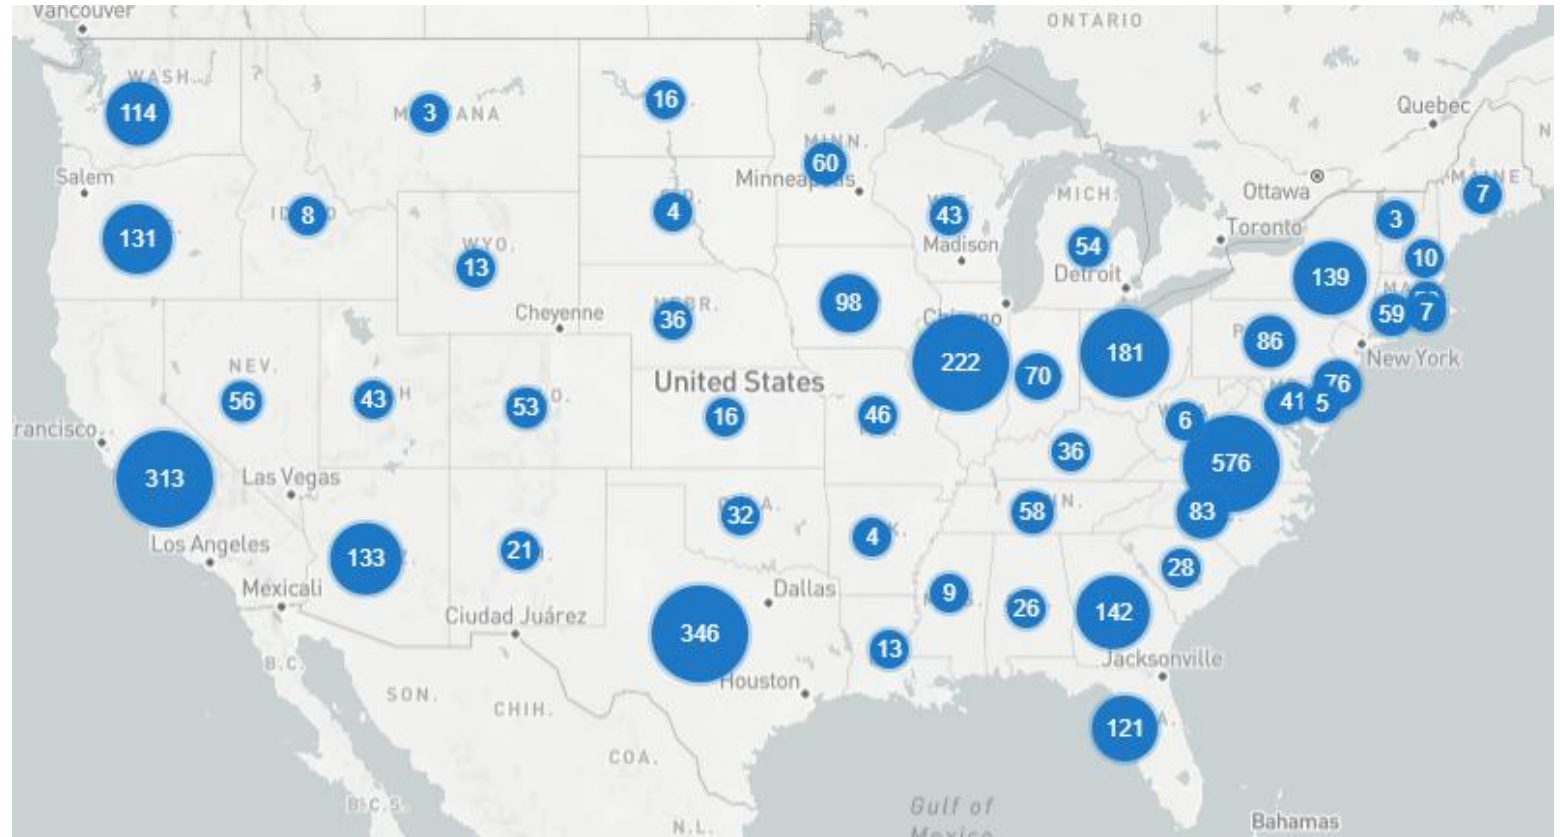 Vancouver
ONTARIO
WASH.
114
3
16
Quebec
MINN.
60
Salem
Minneapolis
Ottawa
MAINE
7
MICH.
131
8
4
43
3
Toronto
WYO.
13
Madison
54
10
Detroit
139
Cheyenne
36
98
Chicago
59
7
86
New York
NEV.
222
70
181
United States
56
43
53
16
46
76
41
5
6
rancisco
313
Las Vegas
36
576
32
58
83
Los Angeles
133
21
4
28
Mexicali
Ciudad Juárez
Dallas
9
26
142
346
13
Jacksonville
B.C.
SON.
CHIH.
Houston
121
COA.
B.C.S.
N.L.
Gulf of
Mexico
Bahamas